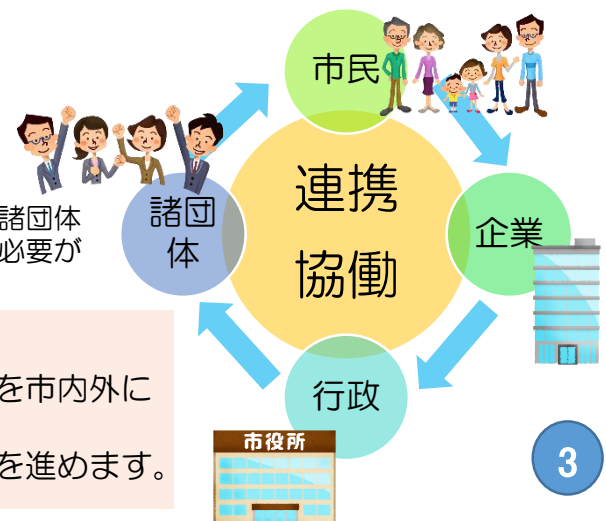 市民
諸団体
必要が
諸団
体
連携
協働
企業
を市内外に
を進めます。
行政
市役所
3